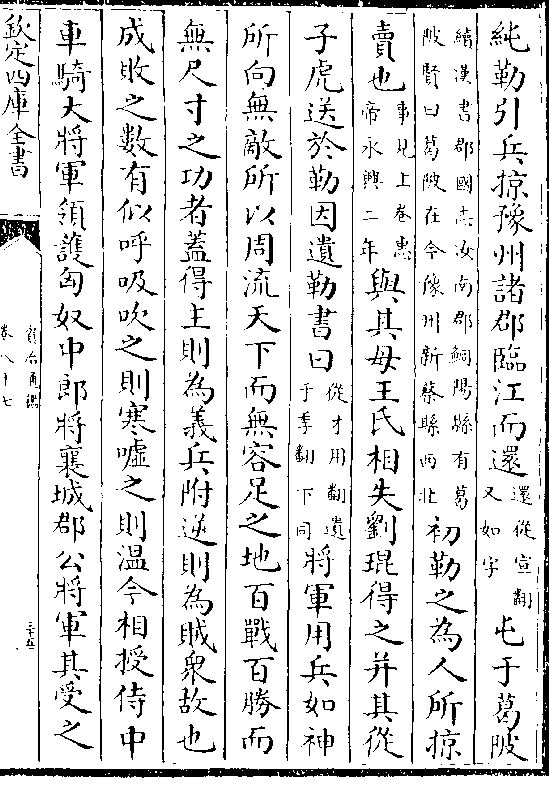 純勒引兵掠豫州諸郡臨江而還還從宣翻又如字屯于葛陂
續漢書郡國志汝南郡鮦陽縣有葛陂賢曰葛陂在今豫州新蔡縣西北初勒之為人所掠
賣也事見上卷惠帝永興二年與其母王氏相失劉琨得之并其從
子虎送於勒因遺勒書曰從才用翻遺于季翻下同將軍用兵如神
所向無敵所以周流天下而無容足之地百戰百勝而
無尺寸之功者蓋得主則為義兵附逆則為賊衆故也
成敗之數有似呼吸吹之則寒噓之則温今相授侍中
車騎大將軍領護匈奴中郎將襄城郡公將軍其受之
欽定四庫全書
資治通鑑
卷八十七
三十五